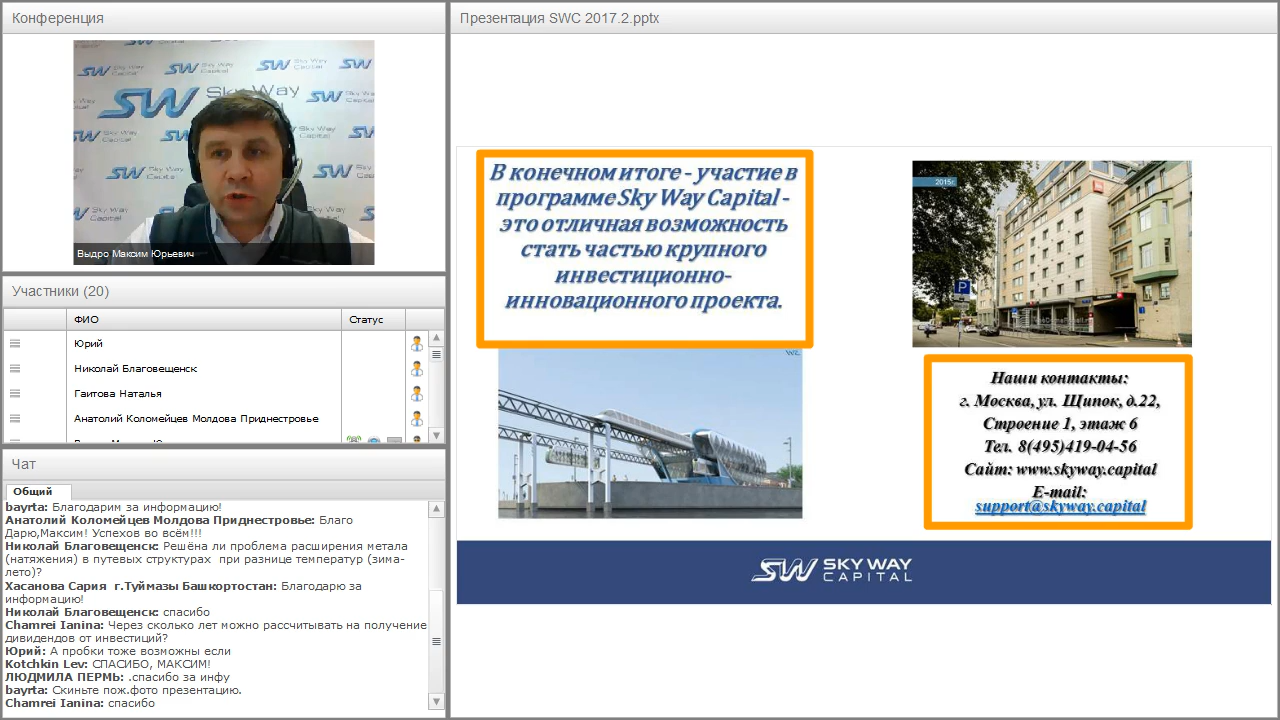 Конференция
SW Sky Way Capital
Выдро Максим Юрьевич
Участники (20)
ФИО
Статус
Юрий
Николай Благовещенск
Гаитова Наталья
Анатолий Коломейцев Молдова Приднестровье
Чат
Общий
bayrta: Благодарим за информацию!
Анатолий Коломейцев Молдова Приднестровье: Благо
Дарю,Максим! Успехов во всём!!!
Николай Благовещенск: Решёна ли проблема расширения метала
(натяжения) в путевых структурах при разнице температур (зима-
лето)?
Хасанова Сария г.Туймазы Башкортостан: Благодарю за
информацию!
Николай Благовещенск: спасибо
Chamrei Ianina: Через сколько лет можно рассчитывать на получение
дивидендов от инвестиций?
Юрий: А пробки тоже возможны если
Kotchkin Lev: СПАСИБО, МАКСИМ!
ЛЮДМИЛА ПЕРМЬ: .спасибо за инфу
bayrta: Скиньте пож.фото презентацию.
Chamrei Ianina: спасибо
Презентация SWC 2017.2.pptx
В конечном итоге - участие в
программе Sky Way Capital -
это отличная возможность
стать частью крупного
инвестиционно-
инновационного проекта.
2015г
P
Наши контакты:
г. Москва, ул. Щипок, д.22,
Строение 1, этаж 6
Тел. 8(495)419-04-56
Сайт: www.skyway.capital
E-mail:
support@skyway.capital
SW SKY WAY
CAPITAL